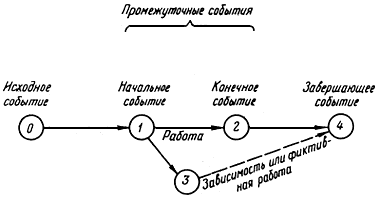 Промежуточные события
Исходное
событие
Начальное
событие
Конечное
событие
Завершающее
событие
0
1
Работа
2
4
3
Зависимость или фиктив-
ная работа